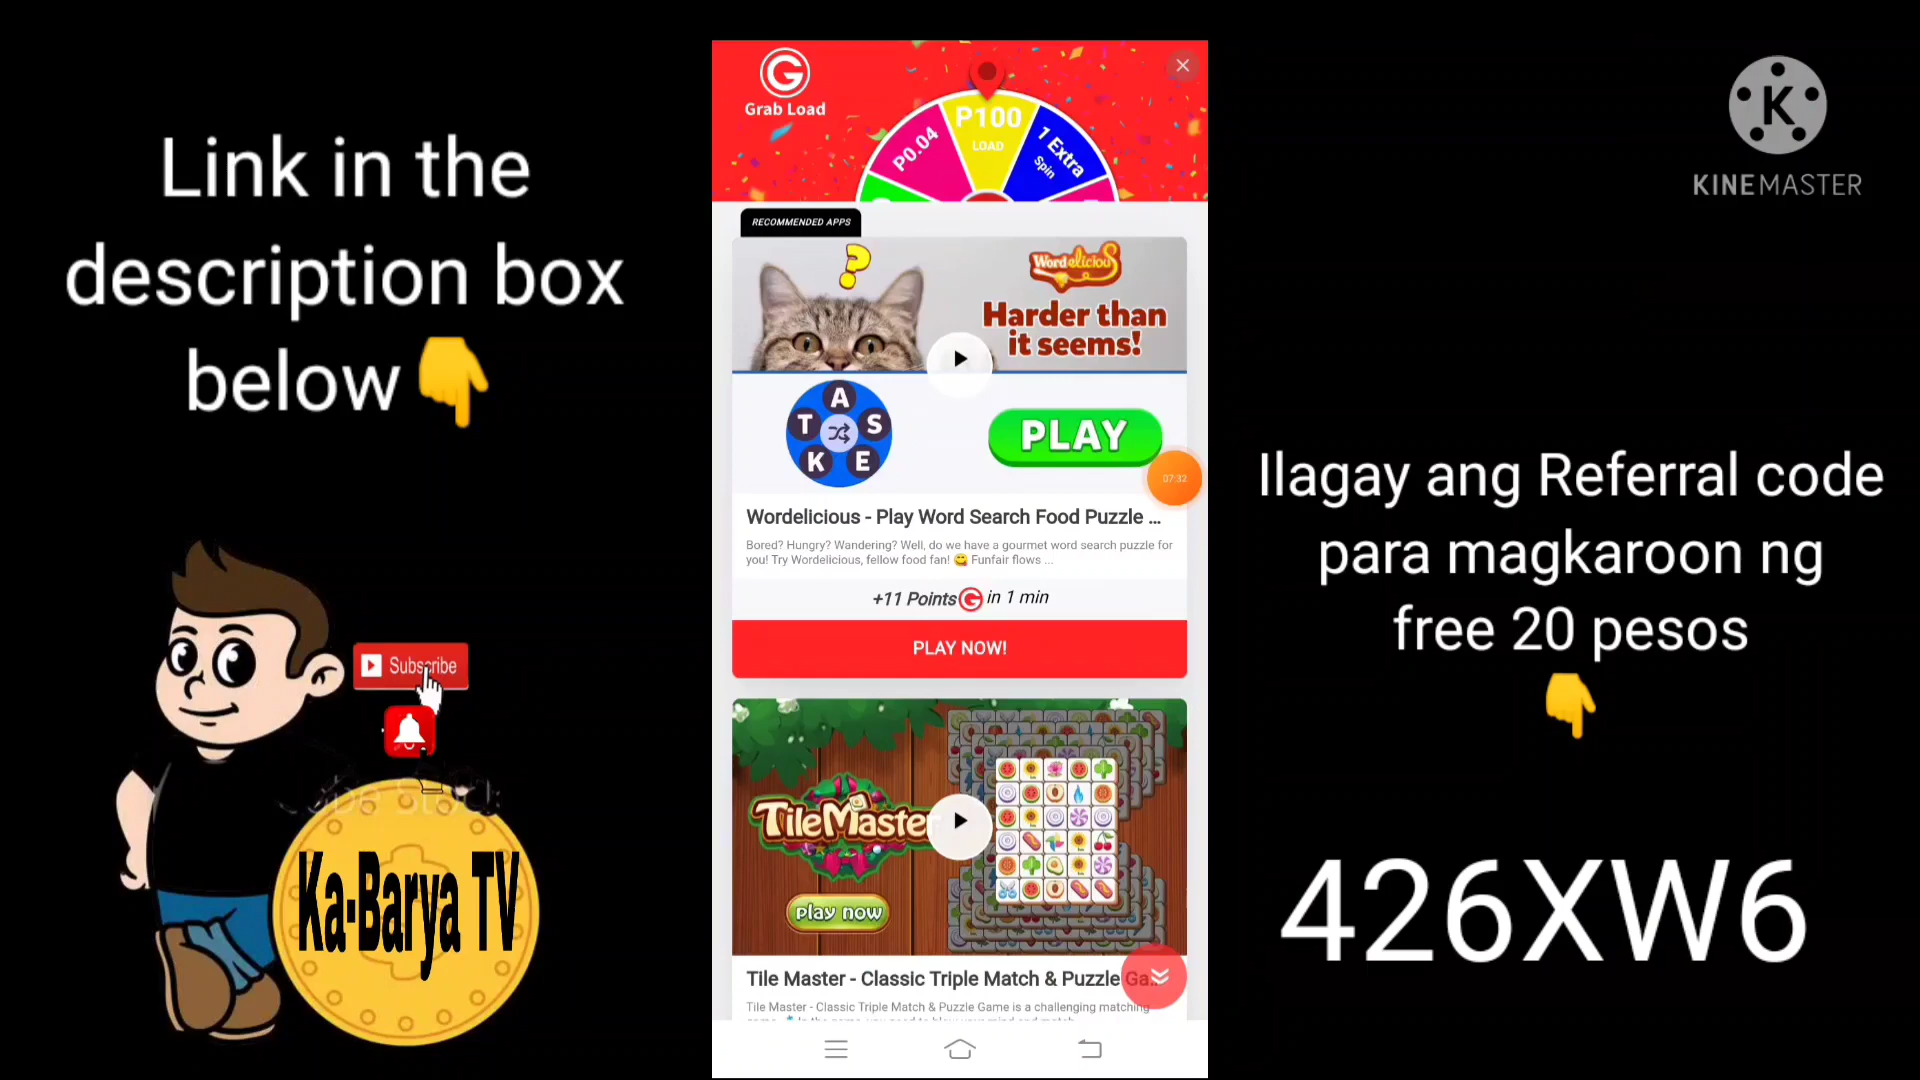 Link in the
description box
below👇
Subscribe
Ka-Barya TV
Grab Load
P0.04
P100
LOAD
1 Extra
Spin
RECOMMENDED APPS
Wordelicious
Harder than
it seems!
A
T
S
K
E
PLAY
07:32
Wordelicious - Play Word Search Food Puzzle ...
Bored? Hungry? Wandering? Well, do we have a gourmet word search puzzle for
you! Try Wordelicious, fellow food fan! 😋 Funfair flows ...
+11 Points G in 1 min
PLAY NOW!
TileMaster
play now
Tile Master - Classic Triple Match & Puzzle Ga...
Tile Master - Classic Triple Match & Puzzle Game is a challenging matching
KINEMASTER
Ilagay ang Referral code
para magkaroon ng
free 20 pesos
👇
426XW6